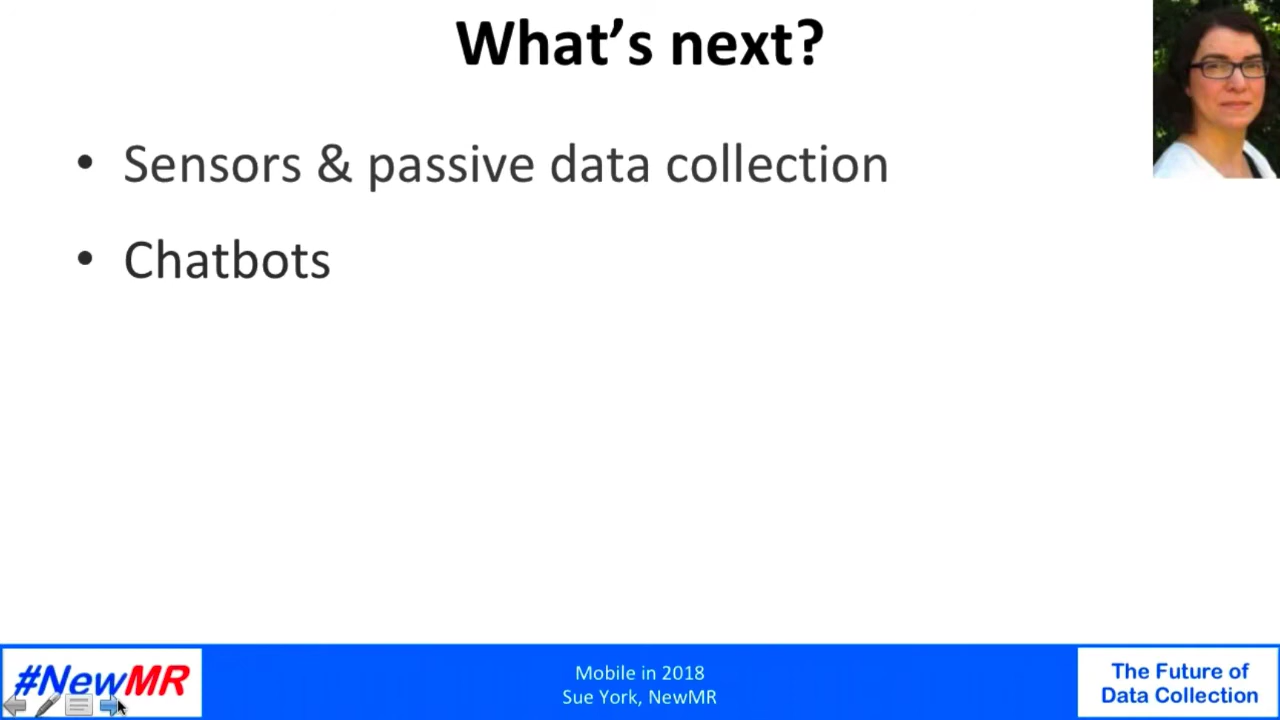 What's next?
• Sensors & passive data collection
• Chatbots
#NewMR
Mobile in 2018
Sue York, NewMR
The Future of
Data Collection